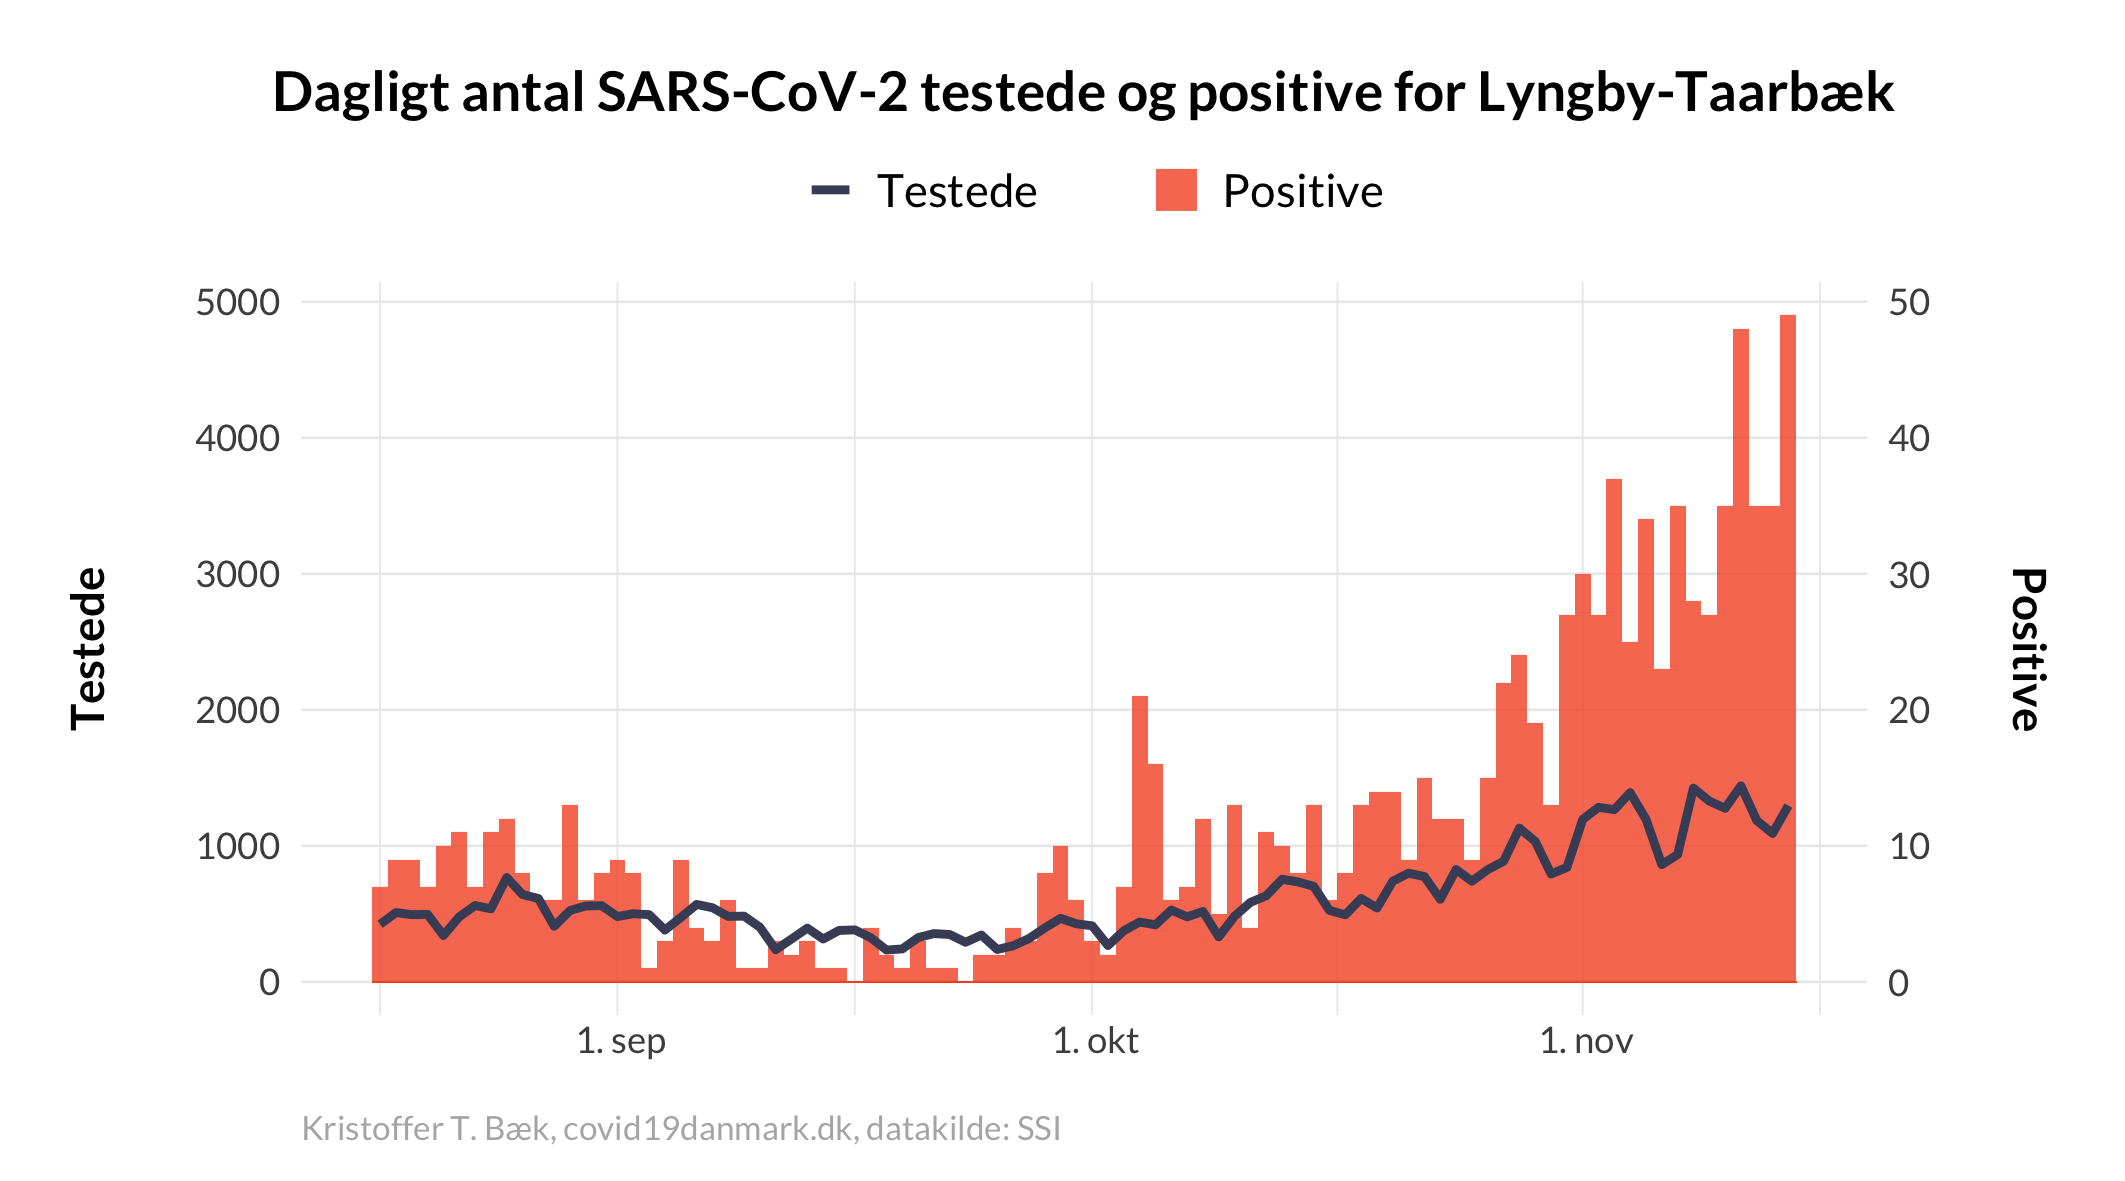 Dagligt antal SARS-CoV-2 testede og positive for Lyngby-Taarbæk
Testede
Positive
5000
4000
3000
2000
1000
0
Testede
50
40
30
20
10
0
Positive
1. sep
1. okt
1. nov
Kristoffer T. Bæk, covid19danmark.dk, datakilde: SSI